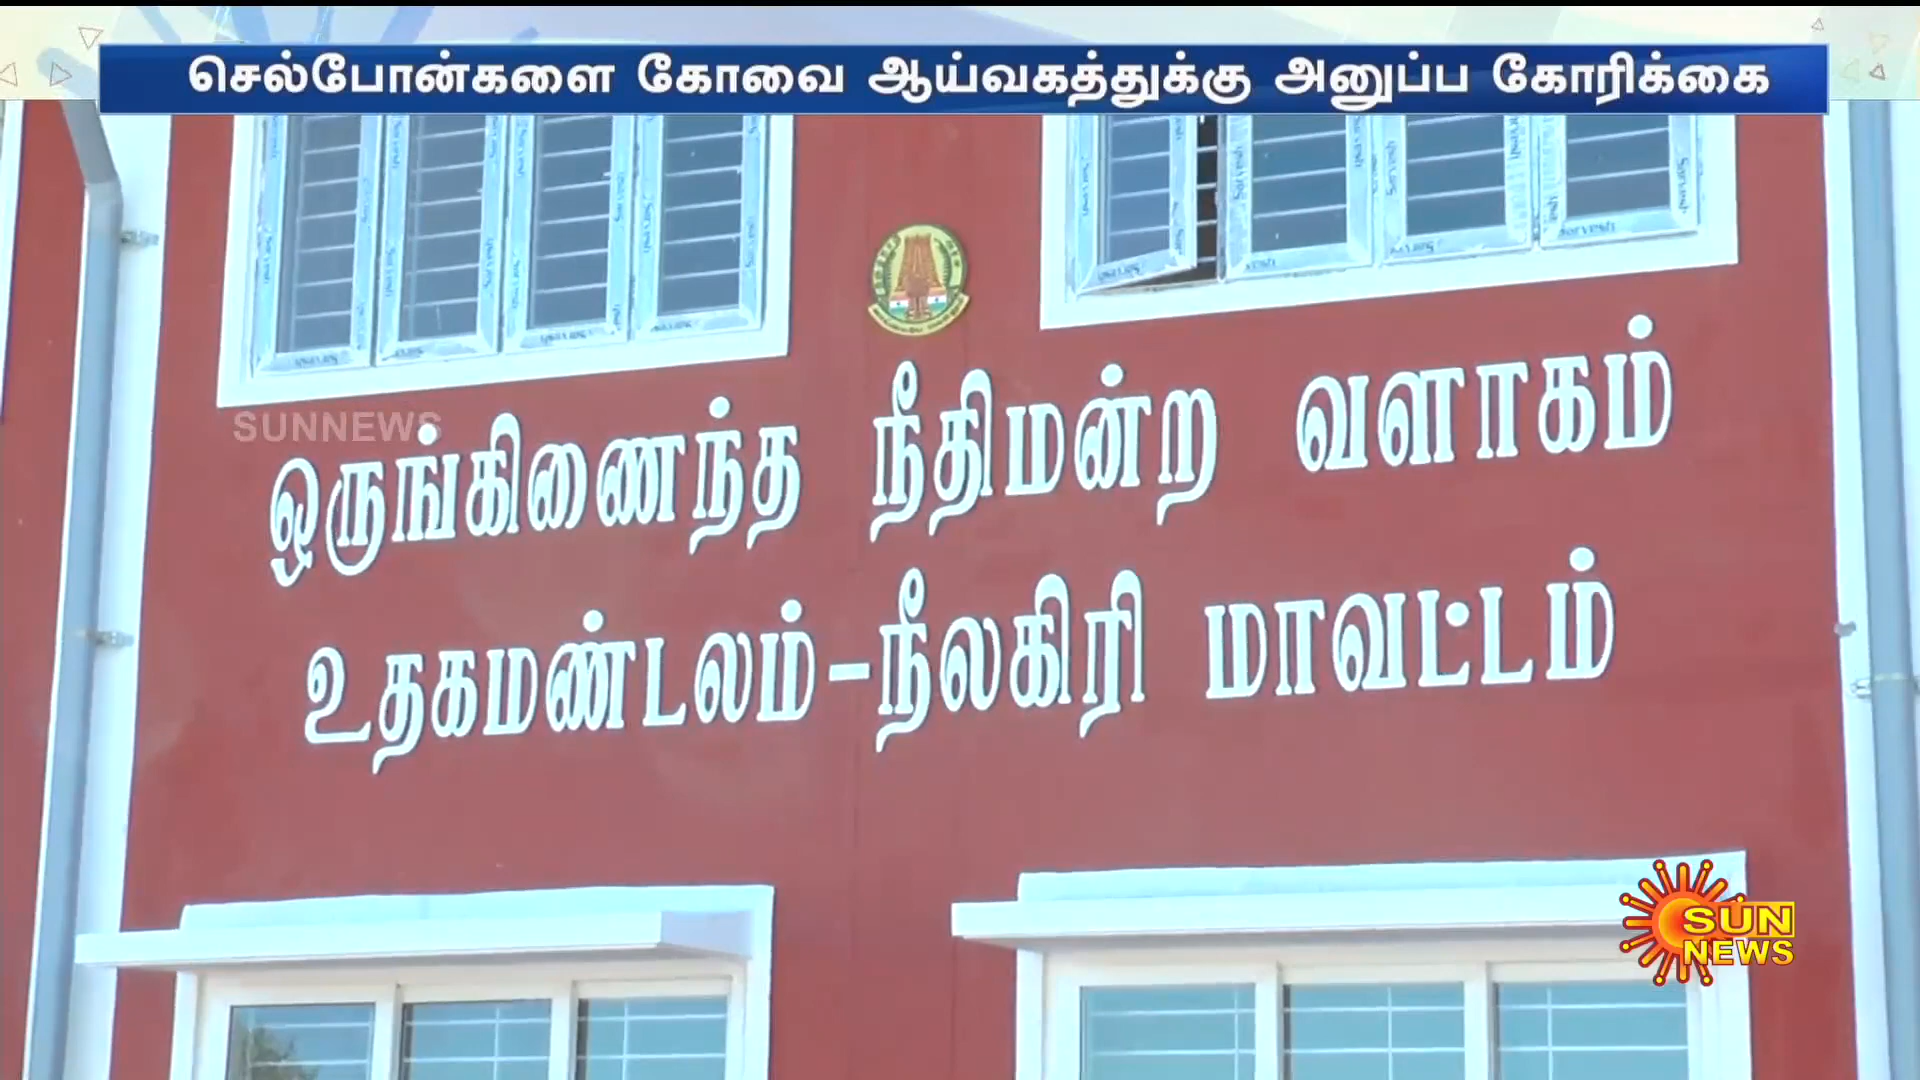 செல்போன்களை கோவை ஆய்வகத்துக்கு அனுப்ப கோரிக்கை
SUNNEWS
ஒருங்கிணைந்த நீதிமன்ற வளாகம்
உதகமண்டலம்-நீலகிரி மாவட்டம்
SUN
NEWS